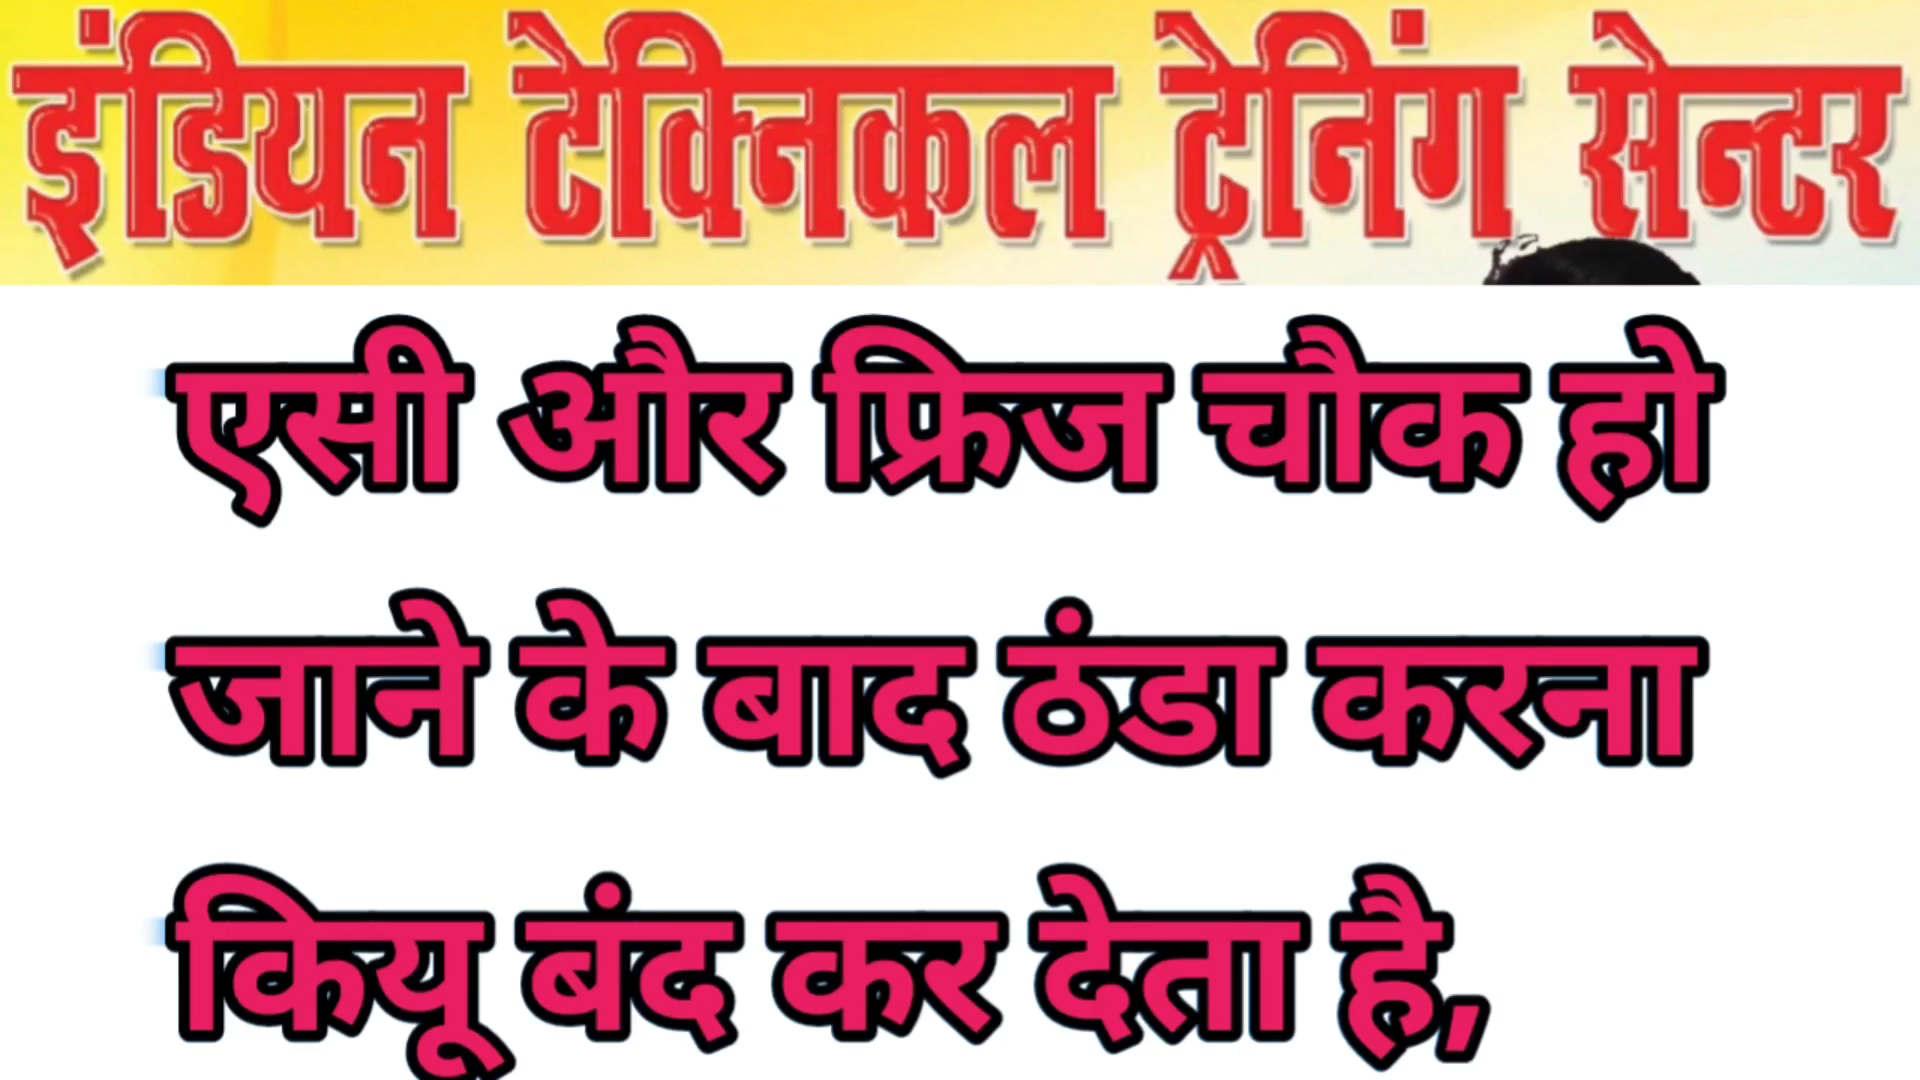 इंडियन टेक्निकल ट्रेनिंग सेन्टर
एसी और फ्रिज चौक हो
जाने के बाद ठंडा करना
कियू बंद कर देता है,